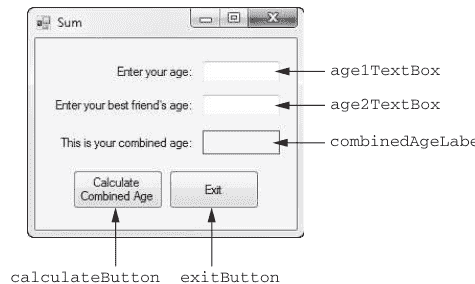 Sum
Enter your age:
age1TextBox
Enter your best friend's age:
age2TextBox
This is your combined age:
combinedAgeLabe
Calculate
Combined Age
Exit
calculateButton exitButton